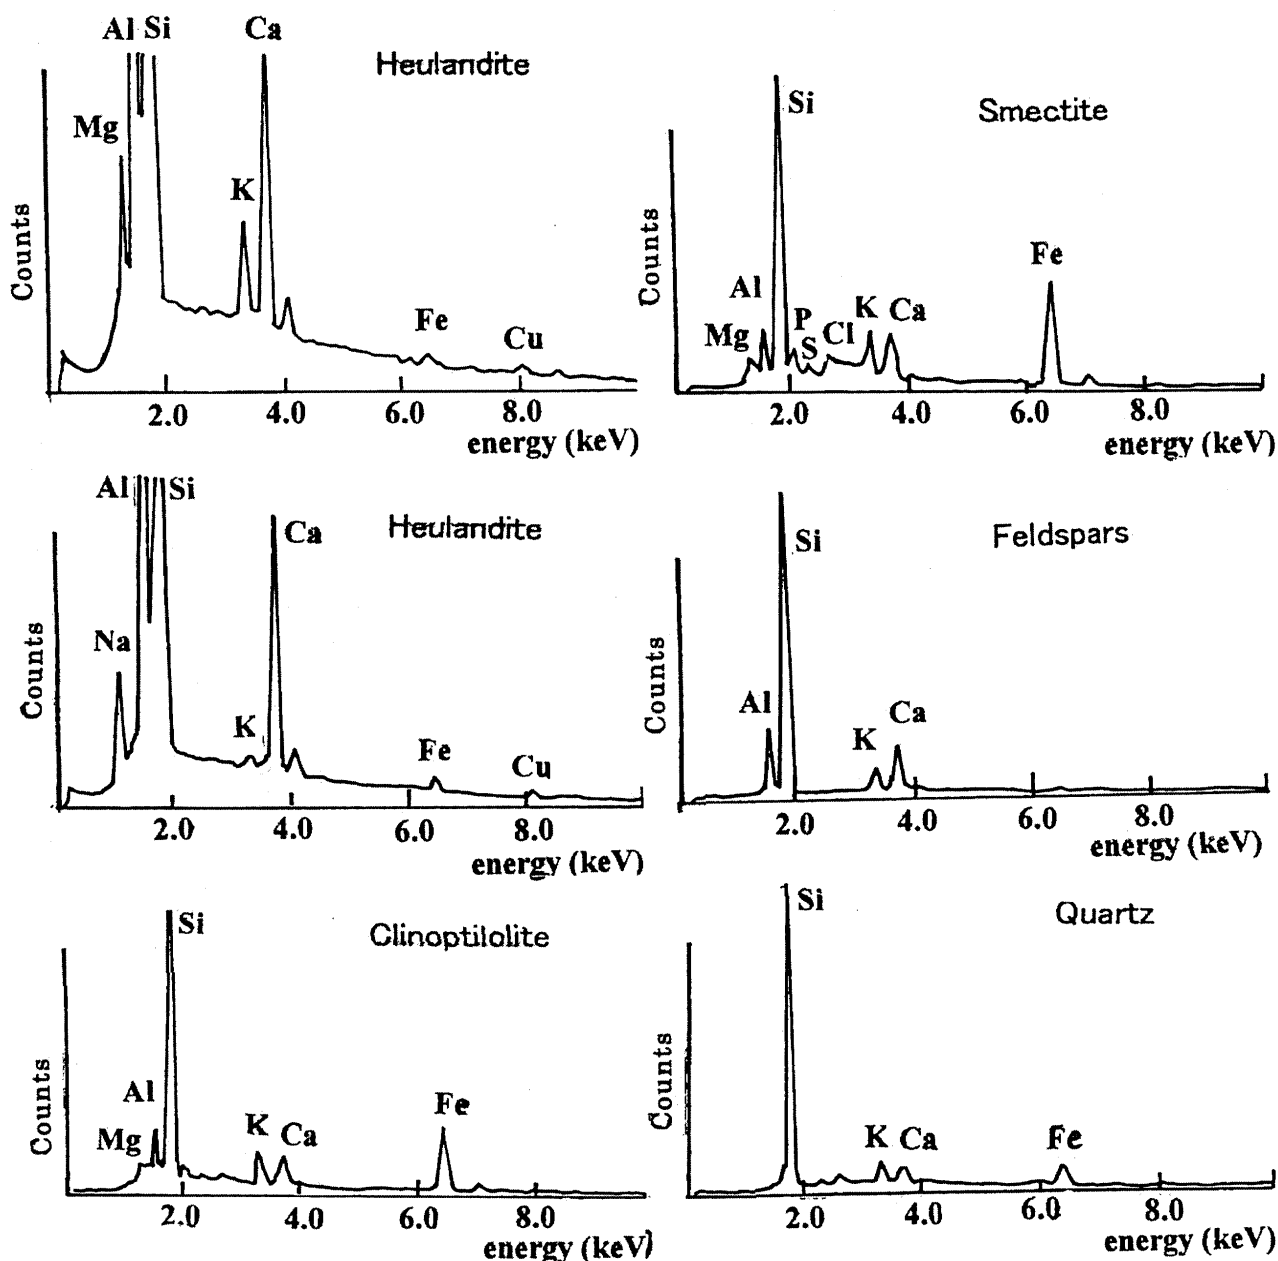 Al Si
Ca
Heulandite
Mg
K
Fe
Cu
Counts
2.0 4.0 6.0 8.0
energy (keV)
Smectite
Si
Fe
Al
Mg
P
S
Cl
K
Ca
Counts
2.0 4.0 6.0 8.0
energy (keV)
Al Si
Ca
Heulandite
Na
K
Fe
Cu
Counts
2.0 4.0 6.0 8.0
energy (keV)
Si
Feldspars
Al
K
Ca
Counts
2.0 4.0 6.0 8.0
energy (keV)
Si
Clinoptilolite
Al
Mg
K
Ca
Fe
Counts
2.0 4.0 6.0 8.0
energy (keV)
Si
Quartz
K
Ca
Fe
Counts
2.0 4.0 6.0 8.0
energy (keV)